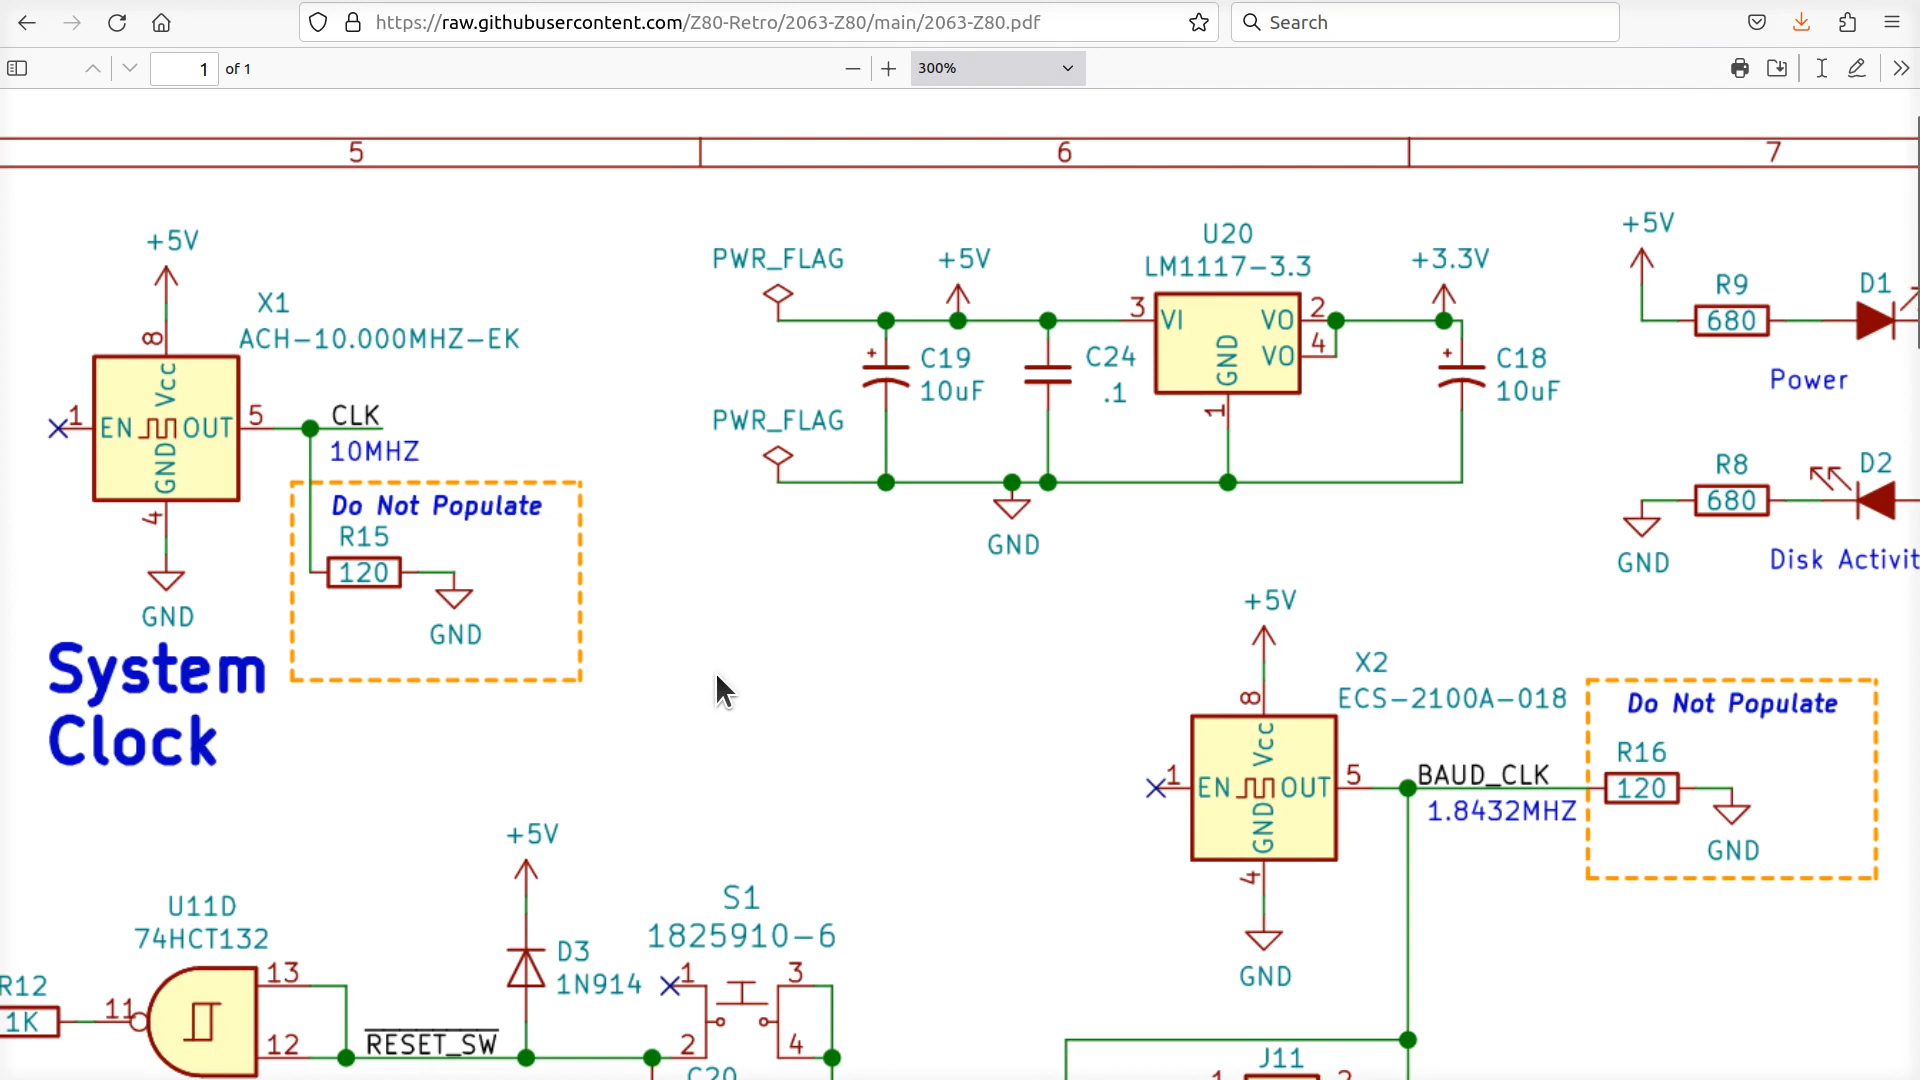 https://raw.githubusercontent.com/Z80-Retro/2063-Z80/main/2063-Z80.pdf
Search
1 of 1
300%
5 6 7
+5V
X1
ACH-10.000MHZ-EK
8
Vcc
1 EN OUT 5 CLK
10MHZ
GND
4
GND
Do Not Populate
R15
120
GND
System
Clock
PWR_FLAG +5V
U20
LM1117-3.3
+3.3V
3 VI VO 2
VO 4
GND
1
C19
10uF
C24
.1
C18
10uF
PWR_FLAG
GND
+5V
R9
680
D1
Power
R8
680
D2
GND
Disk Activit
+5V
X2
ECS-2100A-018
8
Vcc
1 EN OUT 5 BAUD_CLK
1.8432MHZ
GND
4
GND
Do Not Populate
R16
120
GND
+5V
U11D
74HCT132
R12
1K
11
13
12
RESET_SW
D3
1N914
S1
1825910-6
1 3
2 4
C20
J11
1 2